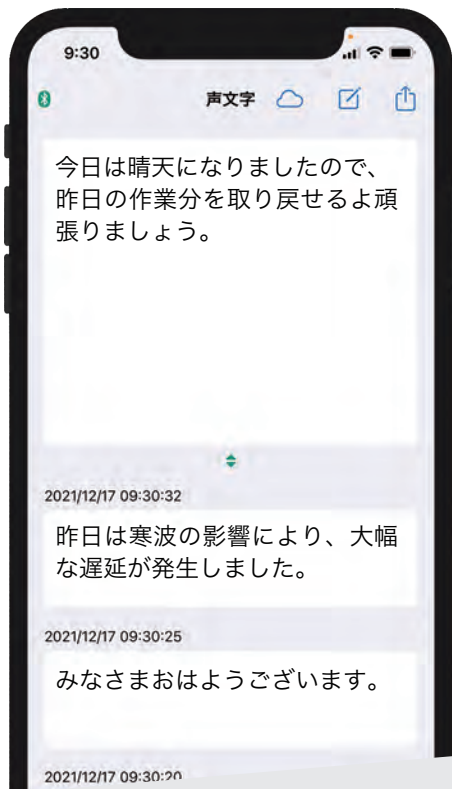 9:30
声文字
今日は晴天になりましたので、
昨日の作業分を取り戻せるよ頑
張りましょう。
2021/12/17 09:30:32
昨日は寒波の影響により、大幅
な遅延が発生しました。
2021/12/17 09:30:25
みなさまおはようございます。
2021/12/17 09:30:20